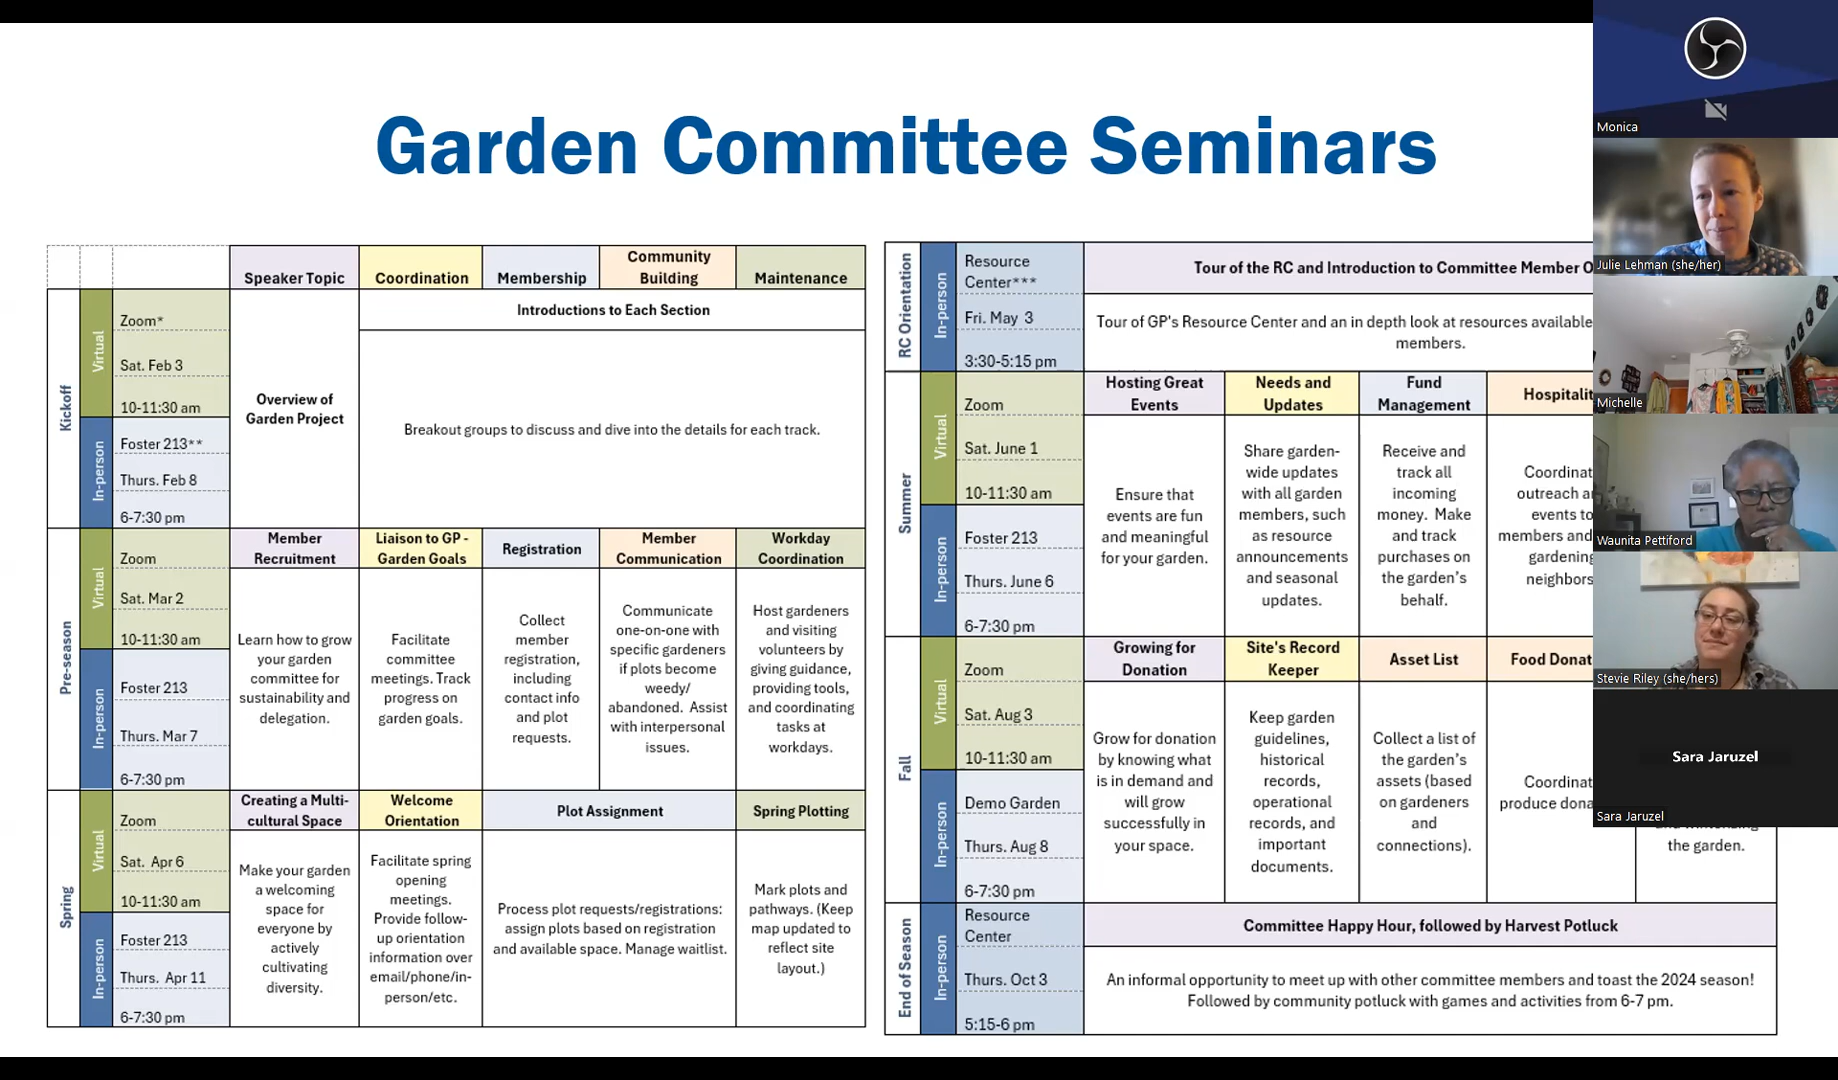 Garden Committee Seminars
Speaker Topic
Coordination
Membership
Community
Building
Maintenance
Kickoff
Virtual
Zoom*
Sat. Feb 3
10-11:30 am
In-person
Foster 213**
Thurs. Feb 8
6-7:30 pm
Overview of
Garden Project
Introductions to Each Section
Breakout groups to discuss and dive into the details for each track.
Pre-season
Virtual
Zoom
Sat. Mar 2
10-11:30 am
In-person
Foster 213
Thurs. Mar 7
6-7:30 pm
Member
Recruitment
Learn how to grow
your garden
committee for
sustainability and
delegation.
Liaison to GP -
Garden Goals
Facilitate
committee
meetings. Track
progress on
garden goals.
Registration
Collect
member
registration,
including
contact info
and plot
requests.
Member
Communication
Communicate
one-on-one with
specific gardeners
if plots become
weedy/
abandoned. Assist
with interpersonal
issues.
Workday
Coordination
Host gardeners
and visiting
volunteers by
giving guidance,
providing tools,
and coordinating
tasks at
workdays.
Spring
Virtual
Zoom
Sat. Apr 6
10-11:30 am
In-person
Foster 213
Thurs. Apr 11
6-7:30 pm
Creating a Multi-
cultural Space
Make your garden
a welcoming
space for
everyone by
actively
cultivating
diversity.
Welcome
Orientation
Facilitate spring
opening
meetings.
Provide follow-
up orientation
information over
email/phone/in-
person/etc.
Plot Assignment
Process plot requests/registrations:
assign plots based on registration
and available space. Manage waitlist.
Spring Plotting
Mark plots and
pathways. (Keep
map updated to
reflect site
layout.)
RC Orientation
In-person
Resource
Center***
Fri. May 3
3:30-5:15 pm
Tour of the RC and Introduction to Committee Member
Tour of GP's Resource Center and an in depth look at resources available
members.
Summer
Virtual
Zoom
Sat. June 1
10-11:30 am
In-person
Foster 213
Thurs. June 6
6-7:30 pm
Hosting Great
Events
Ensure that
events are fun
and meaningful
for your garden.
Needs and
Updates
Share garden-
wide updates
with all garden
members, such
as resource
announcements
and seasonal
updates.
Fund
Management
Receive and
track all
incoming
money. Make
and track
purchases on
the garden's
behalf.
Hospitalit
Coordinat
outreach a
events to
members and
gardening
neighbors
Fall
Virtual
Zoom
Sat. Aug 3
10-11:30 am
In-person
Demo Garden
Thurs. Aug 8
6-7:30 pm
Growing for
Donation
Grow for donation
by knowing what
is in demand and
will grow
successfully in
your space.
Site's Record
Keeper
Keep garden
guidelines,
historical
records,
operational
records, and
important
documents.
Asset List
Collect a list of
the garden's
assets (based
on gardeners
and
connections).
Food Donat
Coordinat
produce dona
the garden.
End of Season
In-person
Resource
Center
Thurs. Oct 3
5:15-6 pm
Committee Happy Hour, followed by Harvest Potluck
An informal opportunity to meet up with other committee members and toast the 2024 season!
Followed by community potluck with games and activities from 6-7 pm.
Monica
Julie Lehman (she/her)
Michelle
Waunita Pettiford
Stevie Riley (she/hers)
Sara Jaruzel
Sara Jaruzel